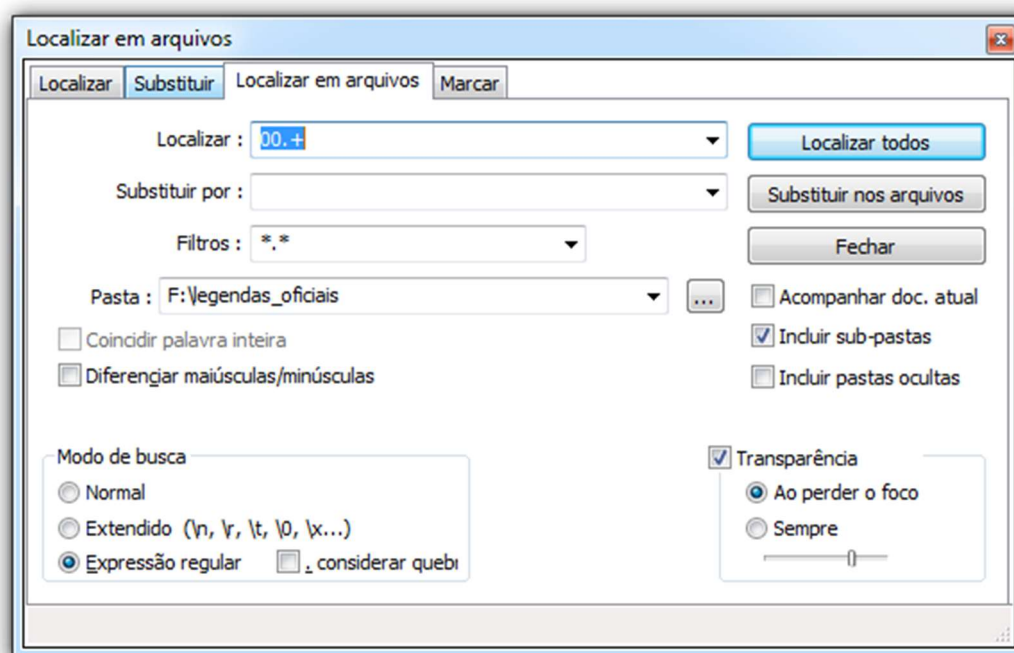 Localizar em arquivos
Localizar Substituir Localizar em arquivos Marcar
Localizar : 00.+ Localizar todos
Substituir por : Substituir nos arquivos
Filtros : *.* Fechar
Pasta : F:\legendas_oficiais ... Acompanhar doc. atual
Coincidir palavra inteira Incluir sub-pastas
Diferenciar maiúsculas/minúsculas Incluir pastas ocultas
Modo de busca Transparência
Normal Ao perder o foco
Extendido (\n, \r, \t, \0, \x...) Sempre
Expressão regular . considerar